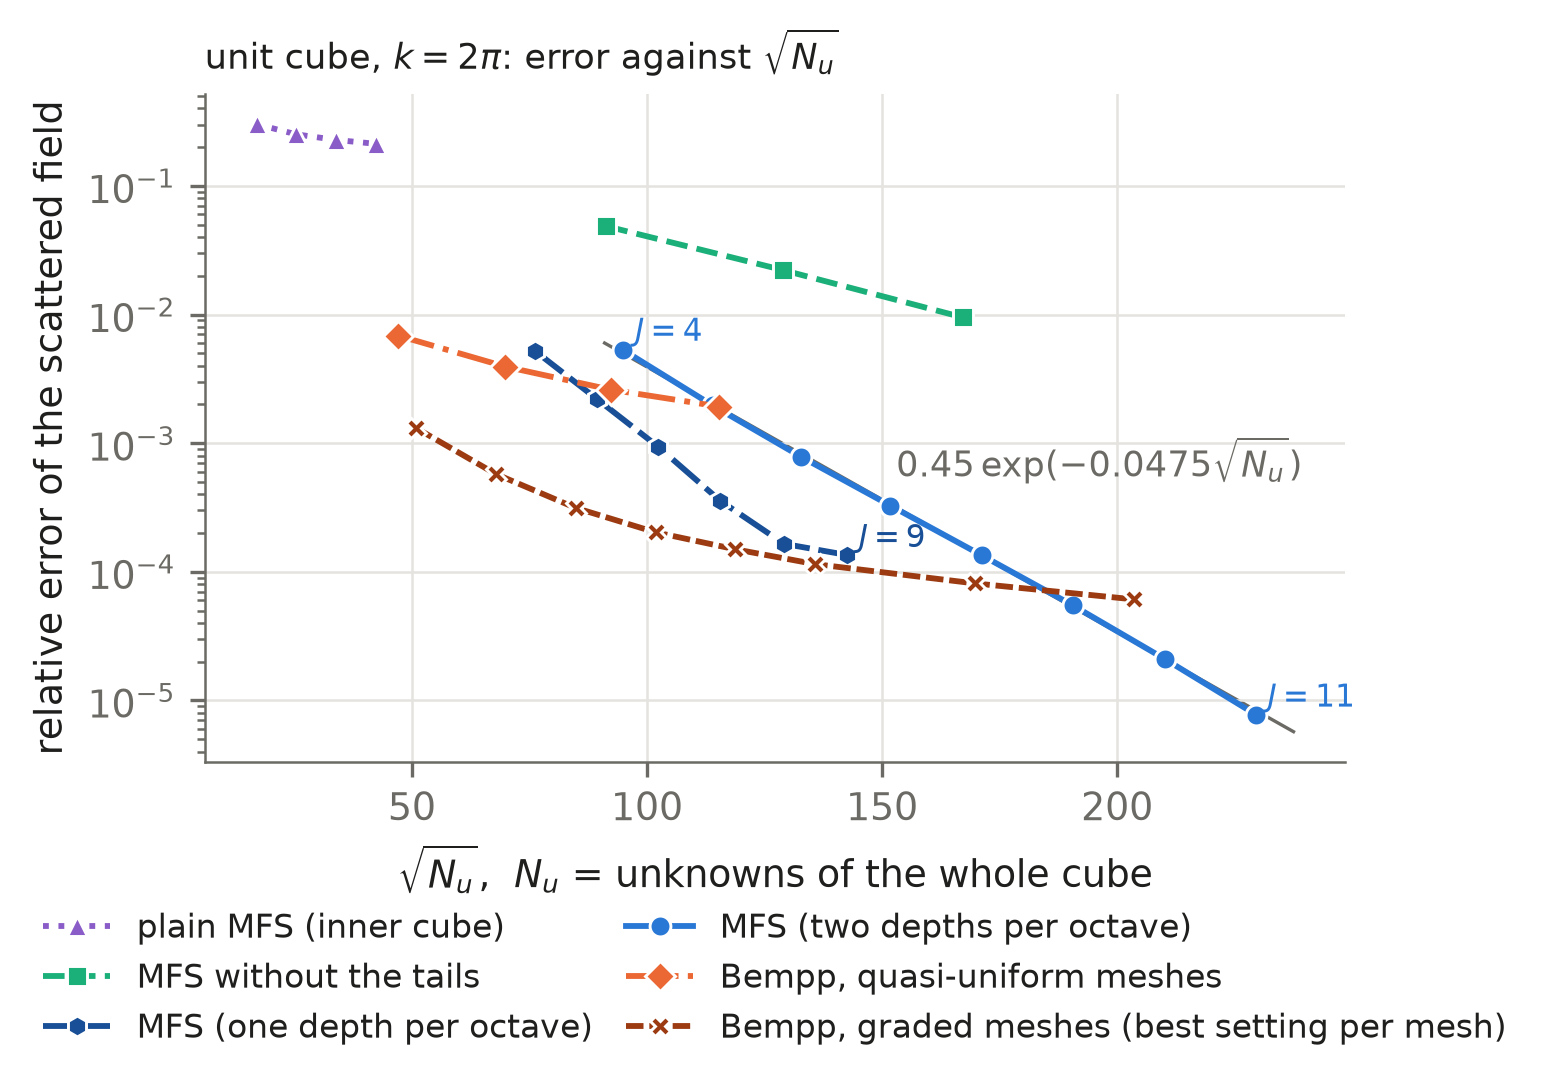 unit cube, k = 2π: error against √N_u
relative error of the scattered field
10⁻¹
10⁻²
10⁻³
10⁻⁴
10⁻⁵
J = 4
0.45 exp(−0.0475√N_u)
J = 9
J = 11
50 100 150 200
√N_u, N_u = unknowns of the whole cube
plain MFS (inner cube)
MFS without the tails
MFS (one depth per octave)
MFS (two depths per octave)
Bempp, quasi-uniform meshes
Bempp, graded meshes (best setting per mesh)